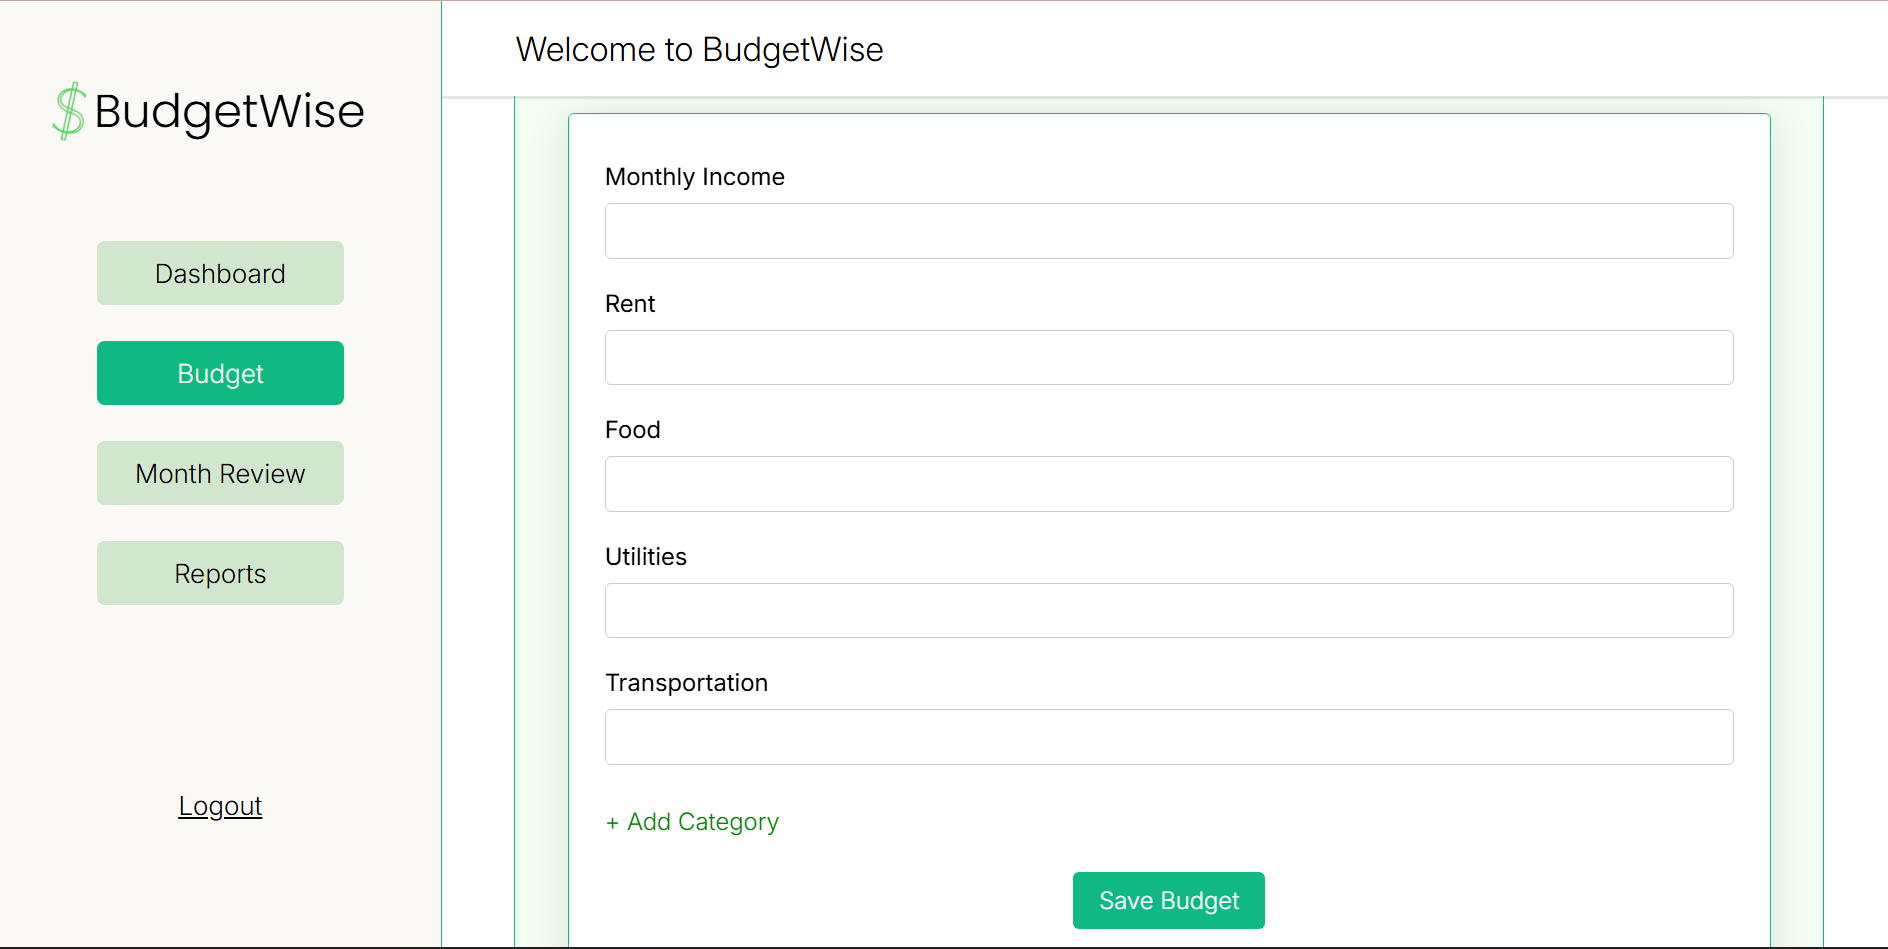 $BudgetWise
Dashboard
Budget
Month Review
Reports
Logout
Welcome to BudgetWise
Monthly Income
Rent
Food
Utilities
Transportation
+ Add Category
Save Budget